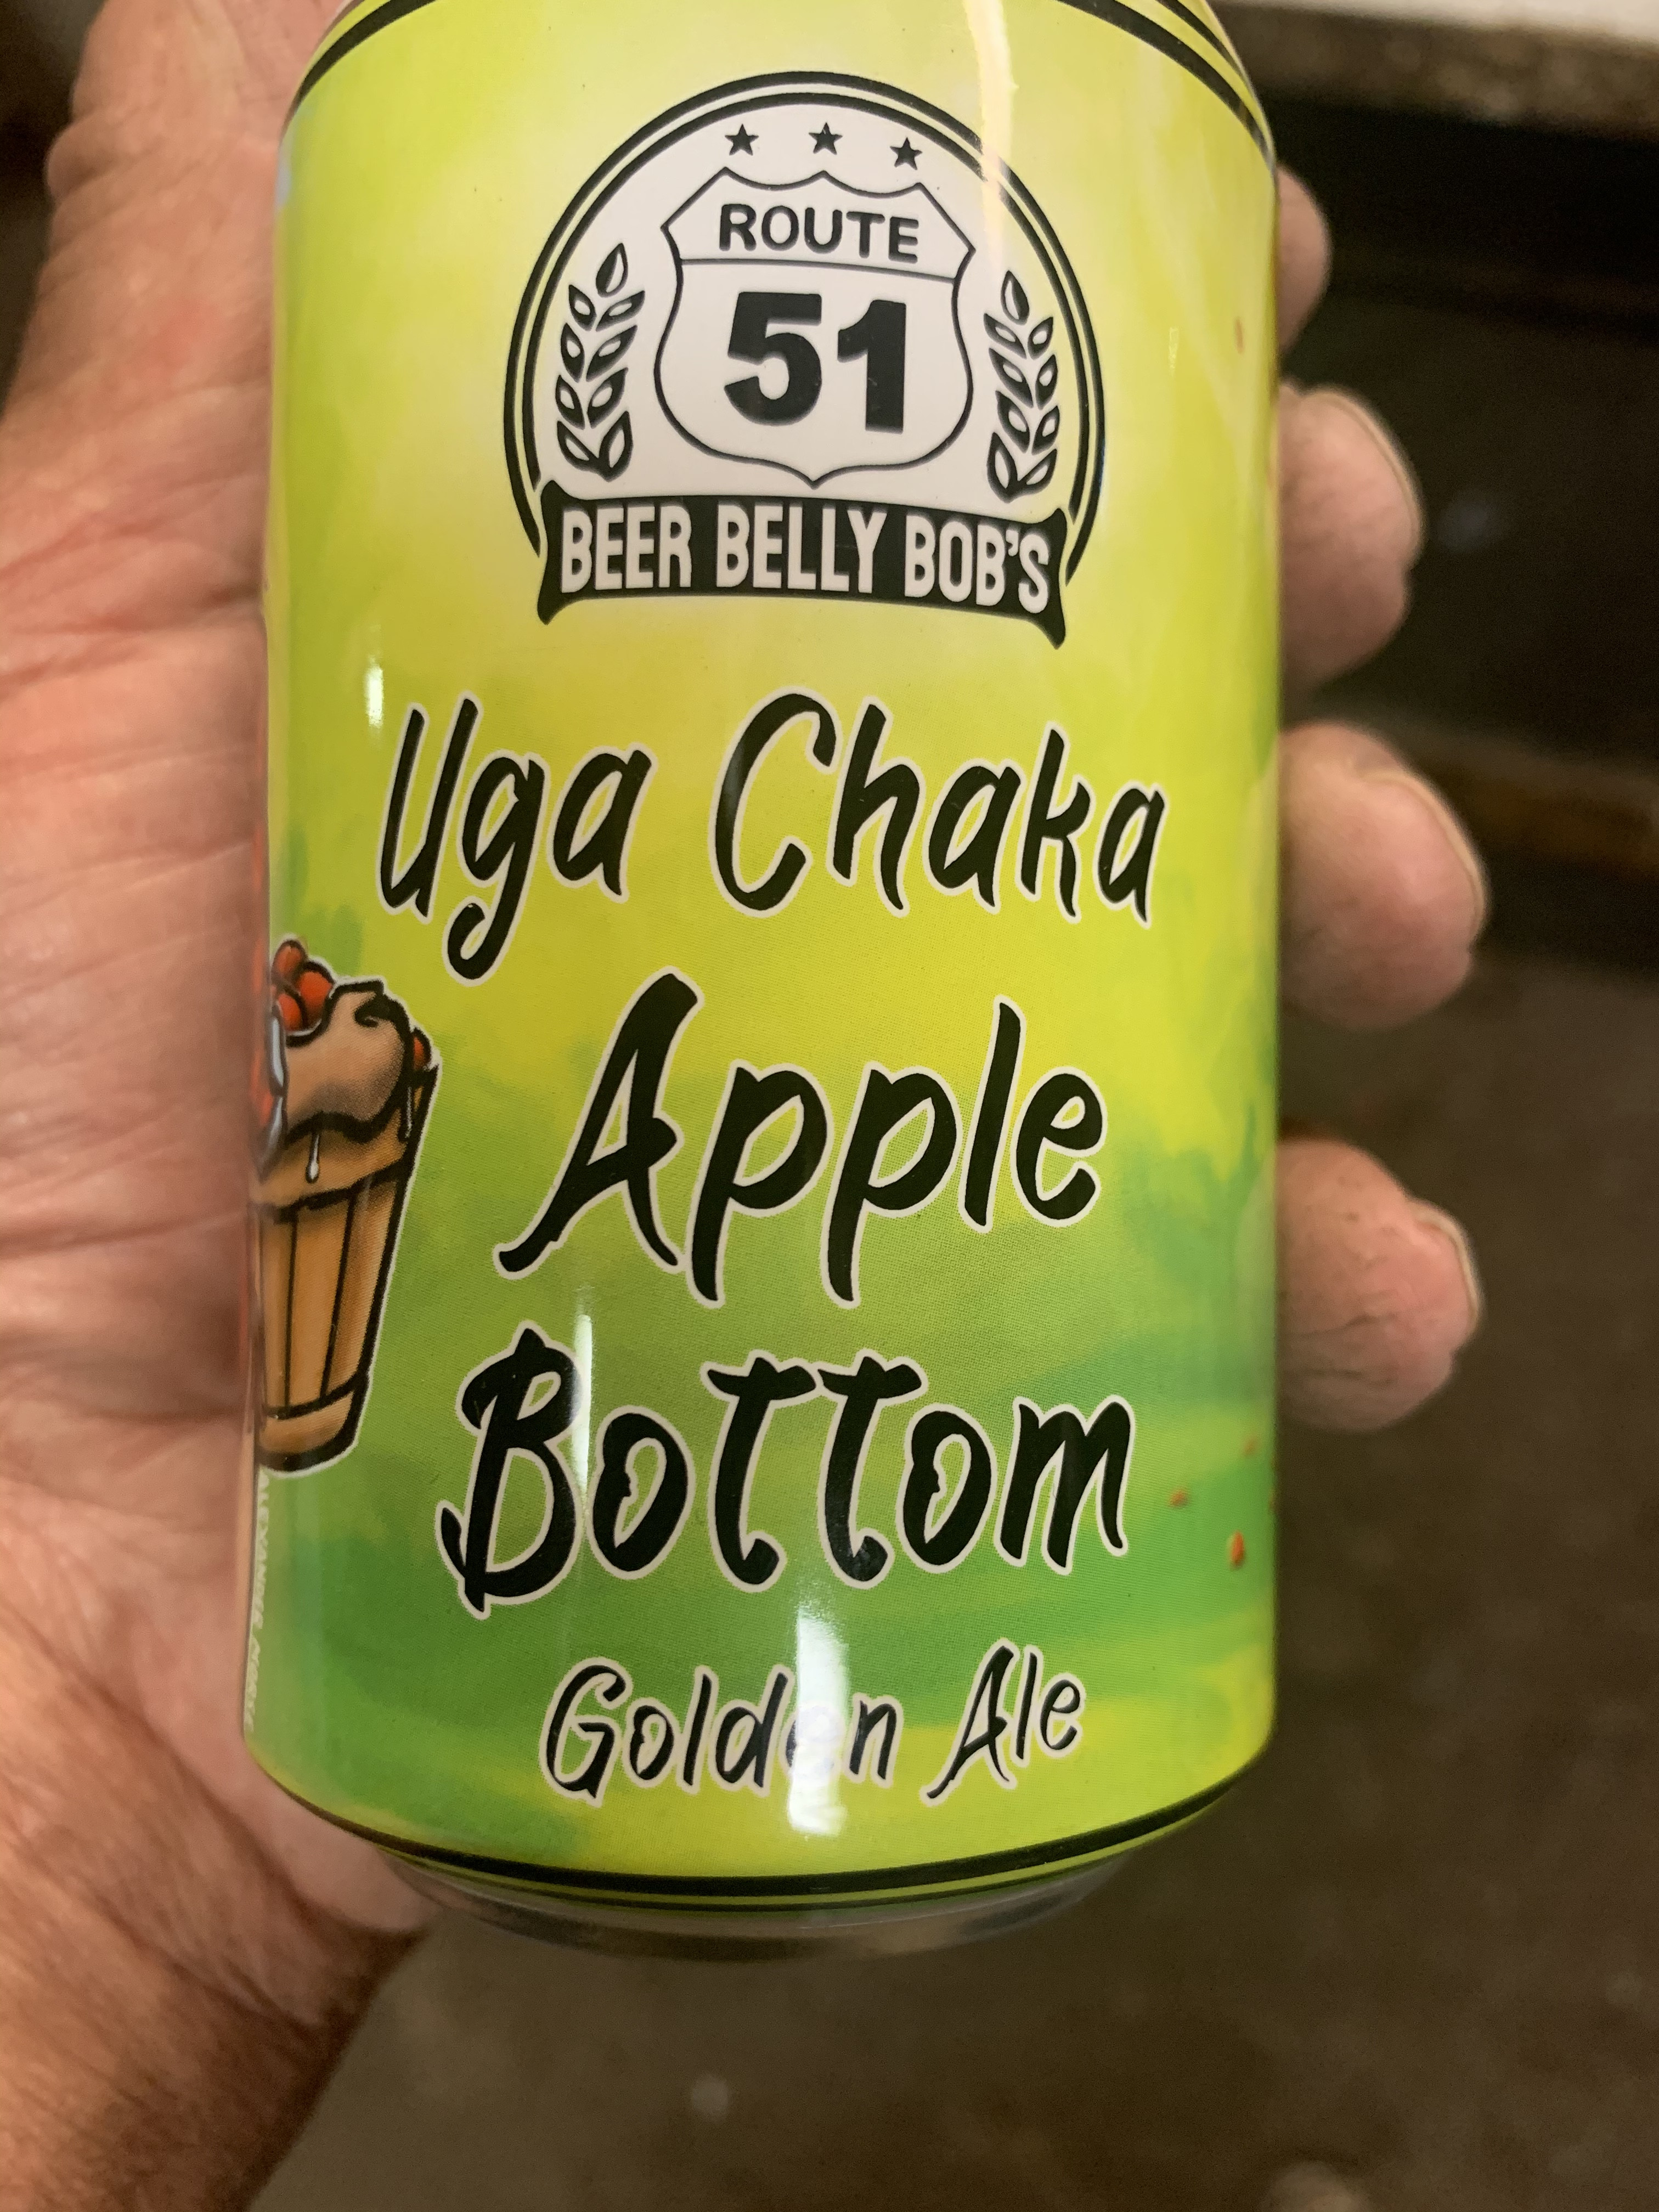 ROUTE
51
BEER BELLY BOB'S
Uga Chaka
Apple
Bottom
Golden Ale